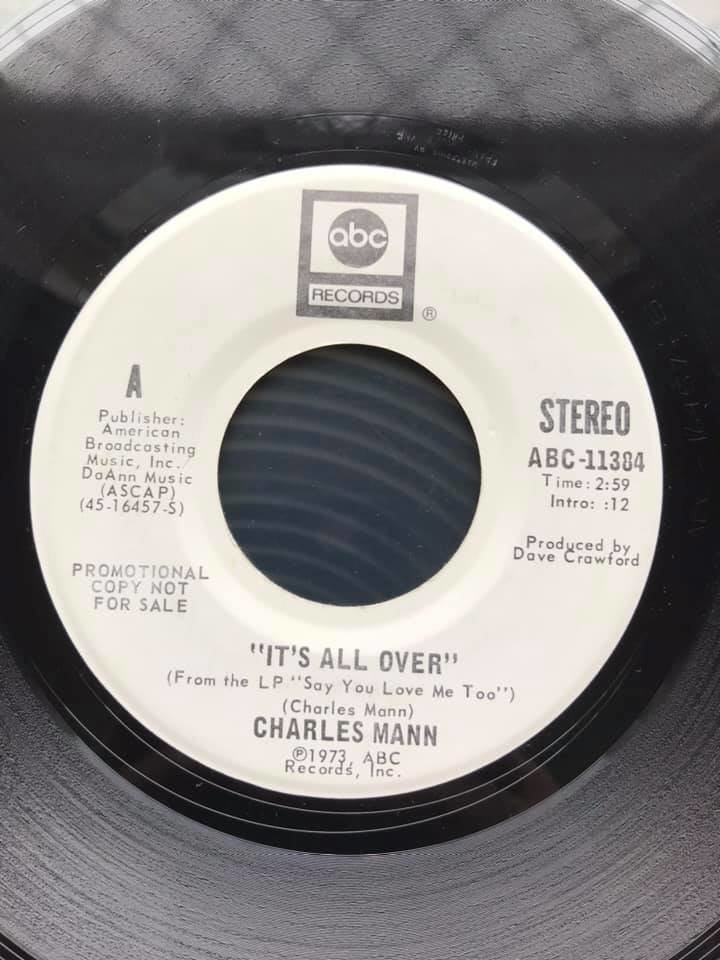 abc
RECORDS
®
A
Publisher:
American
Broadcasting
Music, Inc./
DaAnn Music
(ASCAP)
(45-16457-S)
PROMOTIONAL
COPY NOT
FOR SALE
STEREO
ABC-11384
Time: 2:59
Intro: :12
Produced by
Dave Crawford
"IT'S ALL OVER"
(From the LP "Say You Love Me Too")
(Charles Mann)
CHARLES MANN
℗1973, ABC
Records, Inc.